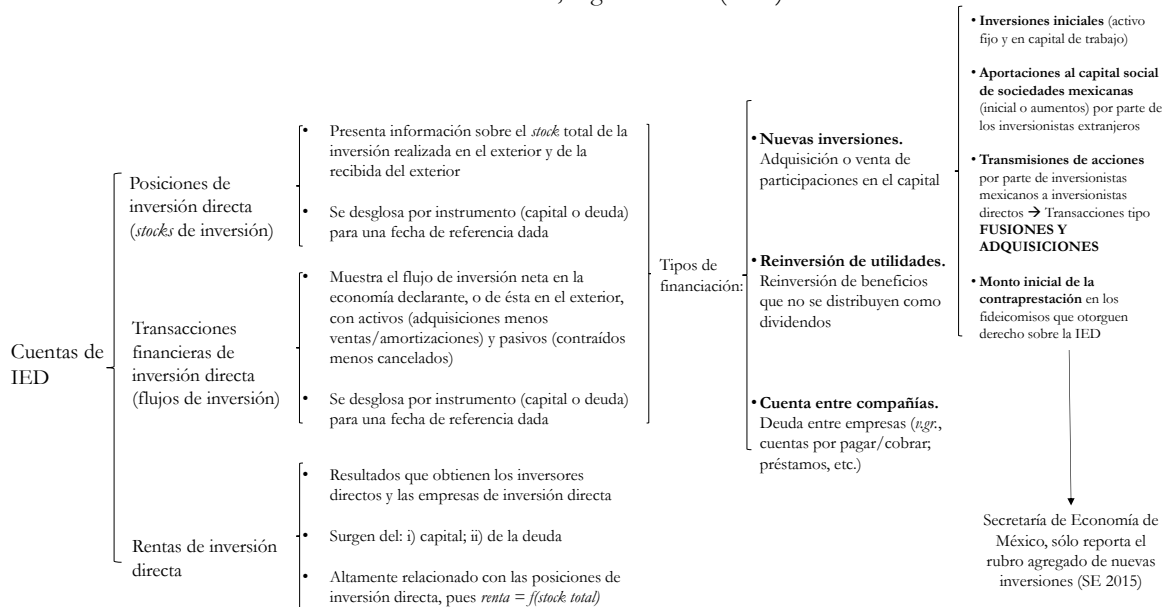 Cuentas de
IED
Posiciones de
inversión directa
(stocks de inversión)
• Presenta información sobre el stock total de la
inversión realizada en el exterior y de la
recibida del exterior
• Se desglosa por instrumento (capital o deuda)
para una fecha de referencia dada
Transacciones
financieras de
inversión directa
(flujos de inversión)
• Muestra el flujo de inversión neta en la
economía declarante, o de ésta en el exterior,
con activos (adquisiciones menos
ventas/amortizaciones) y pasivos (contraídos
menos cancelados)
• Se desglosa por instrumento (capital o deuda)
para una fecha de referencia dada
Rentas de inversión
directa
• Resultados que obtienen los inversores
directos y las empresas de inversión directa
• Surgen del: i) capital; ii) de la deuda
• Altamente relacionado con las posiciones de
inversión directa, pues renta = f(stock total)
Tipos de
financiación:
• Nuevas inversiones.
Adquisición o venta de
participaciones en el capital
• Reinversión de utilidades.
Reinversión de beneficios
que no se distribuyen como
dividendos
• Cuenta entre compañías.
Deuda entre empresas (v.gr.,
cuentas por pagar/cobrar;
préstamos, etc.)
• Inversiones iniciales (activo
fijo y en capital de trabajo)
• Aportaciones al capital social
de sociedades mexicanas
(inicial o aumentos) por parte de
los inversionistas extranjeros
• Transmisiones de acciones
por parte de inversionistas
mexicanos a inversionistas
directos → Transacciones tipo
FUSIONES Y
ADQUISICIONES
• Monto inicial de la
contraprestación en los
fideicomisos que otorguen
derecho sobre la IED
Secretaría de Economía de
México, sólo reporta el
rubro agregado de nuevas
inversiones (SE 2015)